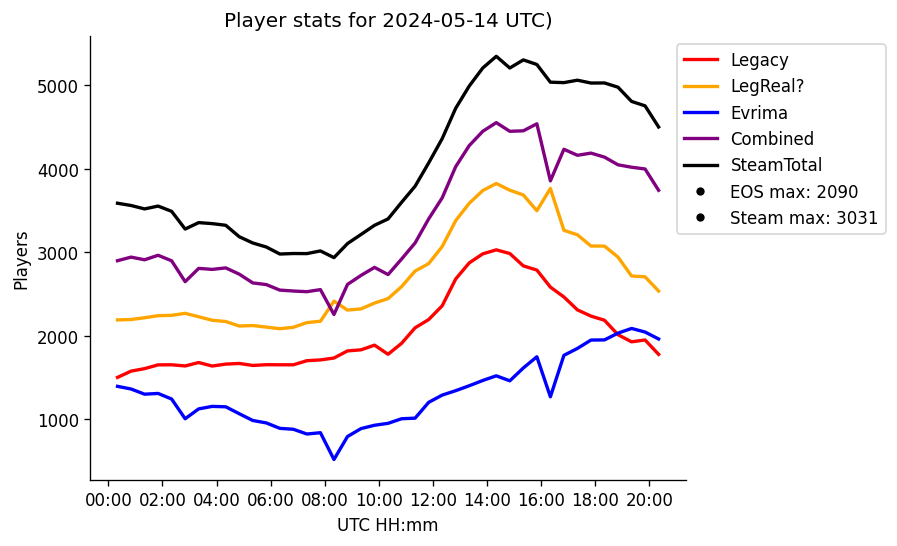 Player stats for 2024-05-14 UTC)
Legacy
LegReal?
Evrima
Combined
SteamTotal
EOS max: 2090
Steam max: 3031
5000
4000
3000
2000
1000
Players
00:00 02:00 04:00 06:00 08:00 10:00 12:00 14:00 16:00 18:00 20:00
UTC HH:mm